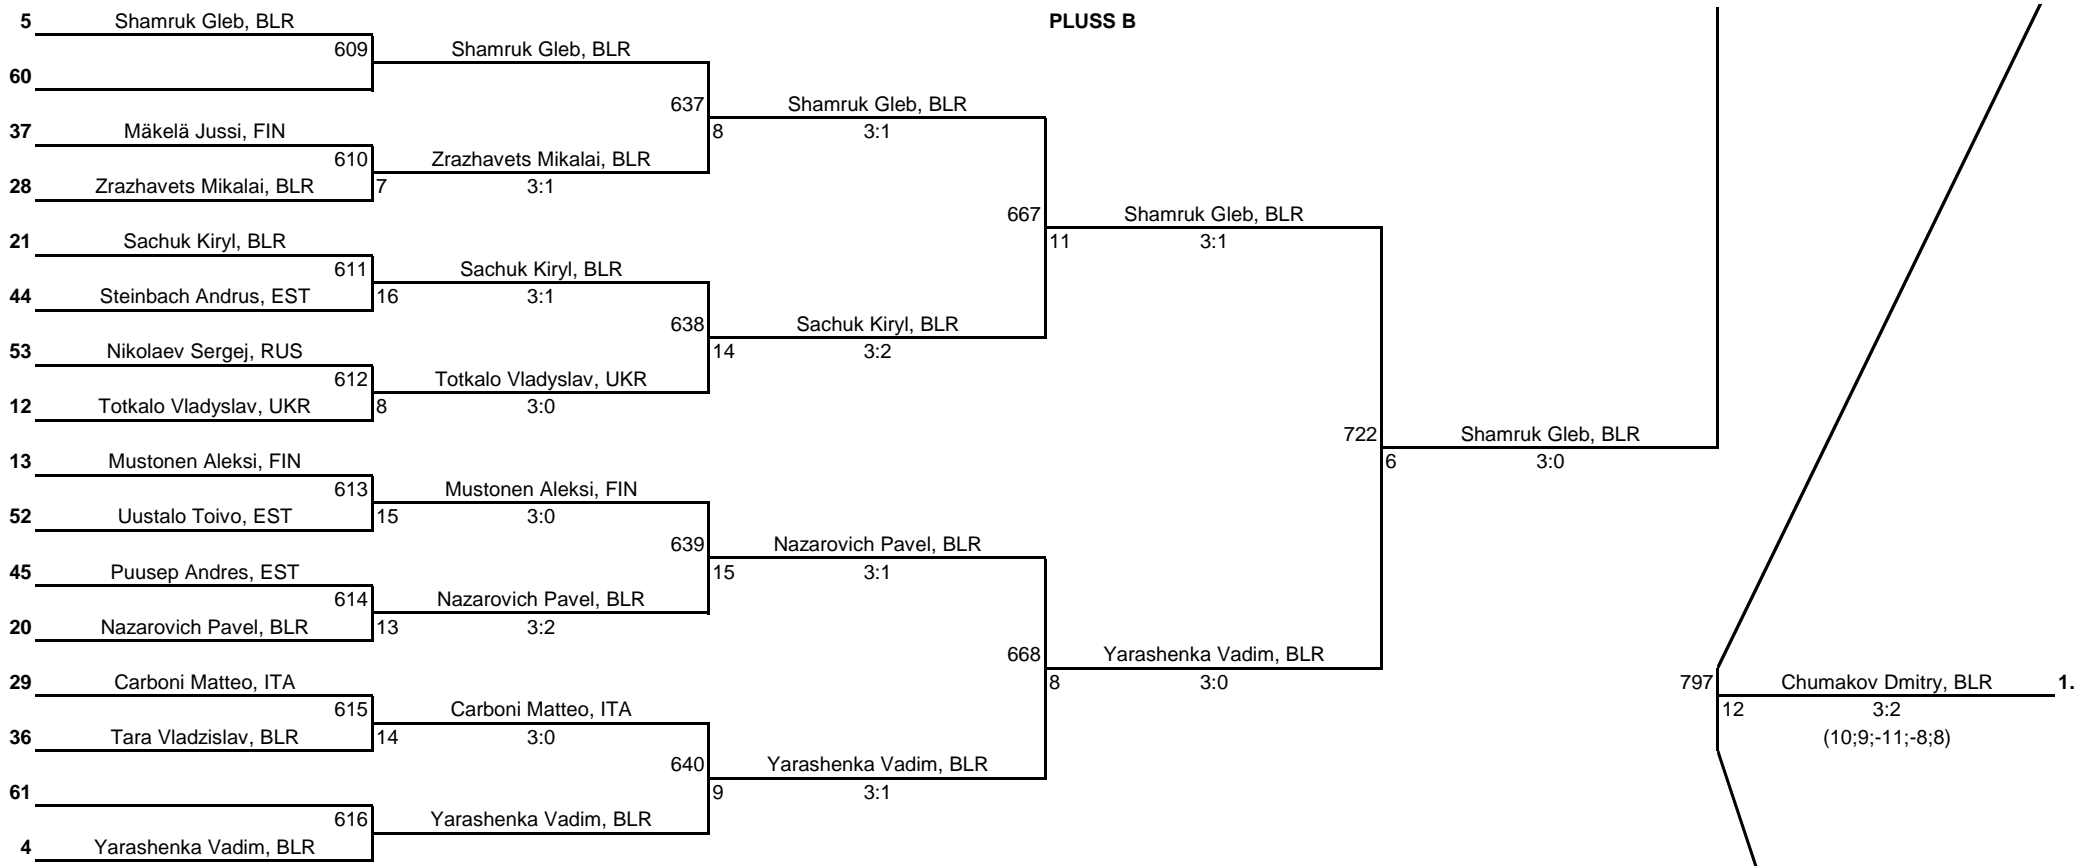 5 Shamruk Gleb, BLR PLUSS B
609 Shamruk Gleb, BLR
60
637 Shamruk Gleb, BLR
37 Mäkelä Jussi, FIN 8 3:1
610 Zrazhavets Mikalai, BLR
28 Zrazhavets Mikalai, BLR 7 3:1
667 Shamruk Gleb, BLR
21 Sachuk Kiryl, BLR 11 3:1
611 Sachuk Kiryl, BLR
44 Steinbach Andrus, EST 16 3:1
638 Sachuk Kiryl, BLR
53 Nikolaev Sergej, RUS 14 3:2
612 Totkalo Vladyslav, UKR
12 Totkalo Vladyslav, UKR 8 3:0
722 Shamruk Gleb, BLR
13 Mustonen Aleksi, FIN 6 3:0
613 Mustonen Aleksi, FIN
52 Uustalo Toivo, EST 15 3:0
639 Nazarovich Pavel, BLR
45 Puusep Andres, EST 15 3:1
614 Nazarovich Pavel, BLR
20 Nazarovich Pavel, BLR 13 3:2
668 Yarashenka Vadim, BLR
29 Carboni Matteo, ITA 8 3:0 797 Chumakov Dmitry, BLR 1.
615 Carboni Matteo, ITA 12 3:2
36 Tara Vladzislav, BLR 14 3:0 (10;9;-11;-8;8)
640 Yarashenka Vadim, BLR
61 9 3:1
616 Yarashenka Vadim, BLR
4 Yarashenka Vadim, BLR